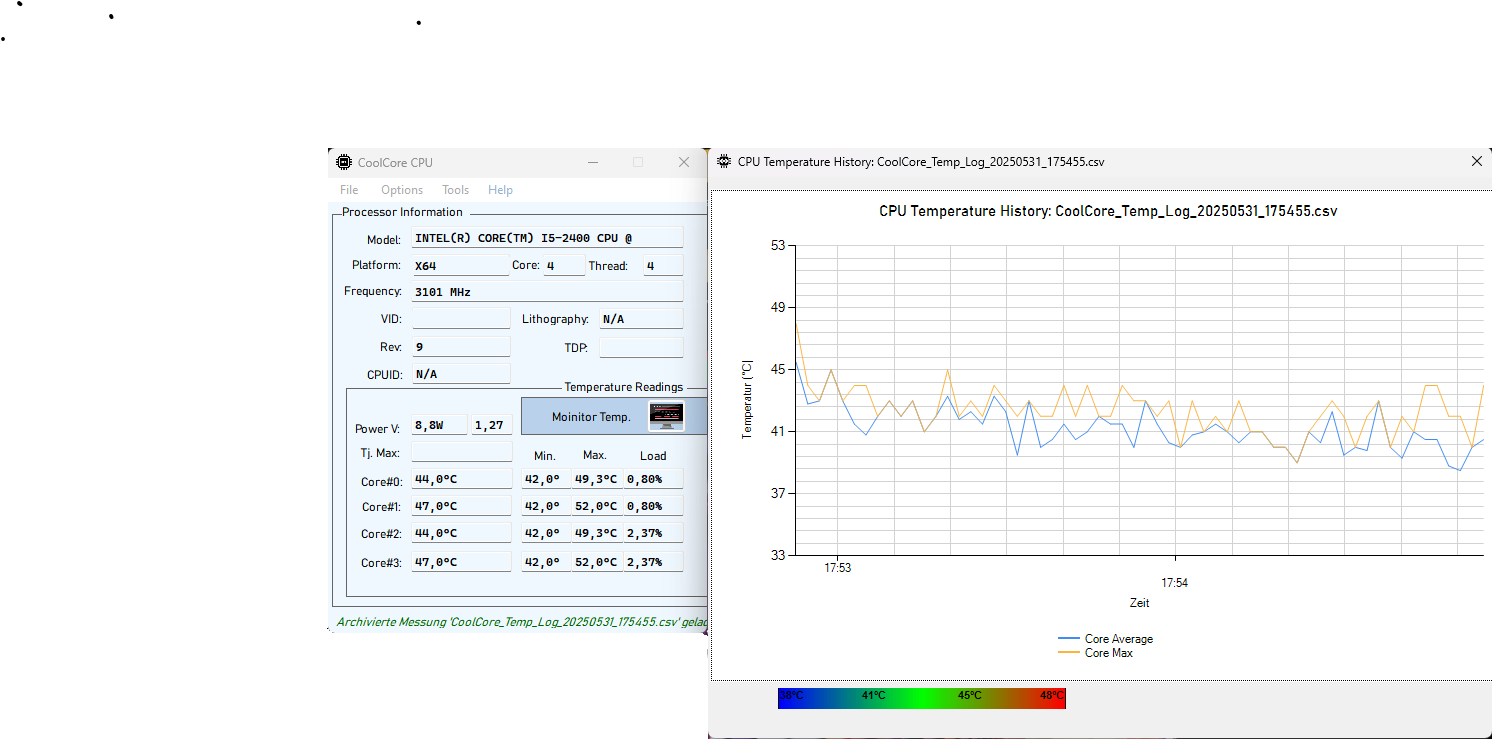 CoolCore CPU
File Options Tools Help
Processor Information
Model: INTEL(R) CORE(TM) I5-2400 CPU @
Platform: X64 Core: 4 Thread: 4
Frequency: 3101 MHz
VID: Lithography: N/A
Rev: 9 TDP:
CPUID: N/A
Temperature Readings
Moinitor Temp.
Power V: 8,8W 1,27
Tj. Max:
Min. Max. Load
Core#0: 44,0°C 42,0° 49,3°C 0,80%
Core#1: 47,0°C 42,0° 52,0°C 0,80%
Core#2: 44,0°C 42,0° 49,3°C 2,37%
Core#3: 47,0°C 42,0° 52,0°C 2,37%
Archivierte Messung 'CoolCore_Temp_Log_20250531_175455.csv' gelad
CPU Temperature History: CoolCore_Temp_Log_20250531_175455.csv
CPU Temperature History: CoolCore_Temp_Log_20250531_175455.csv
Temperatur (°C)
53
49
45
41
37
33
17:53
17:54
Zeit
Core Average
Core Max
38°C 41°C 45°C 48°C